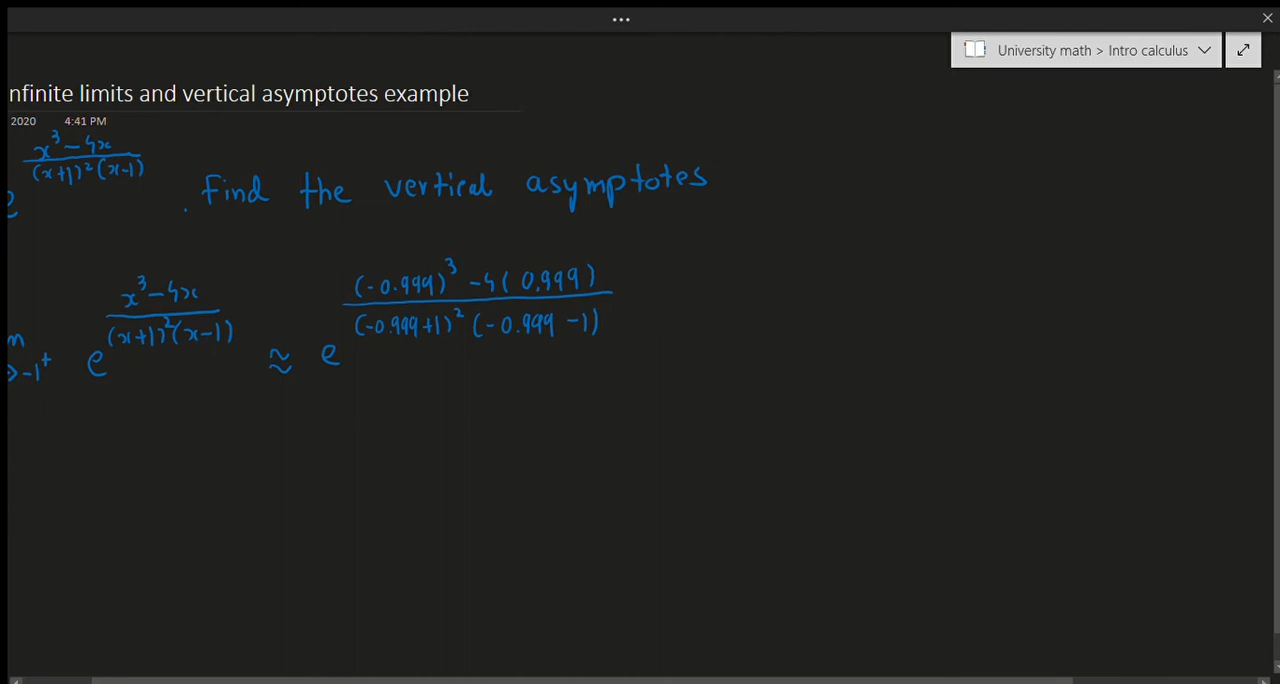 •••
University math > Intro calculus
nfinite limits and vertical asymptotes example
2020 4:41 PM
e^((x^3 - 4x)/((x+1)^2(x-1))) . Find the vertical asymptotes
m x→-1^+ e^((x^3 - 4x)/((x+1)^2(x-1))) ≈ e^(((-0.999)^3 - 4(0.999))/((-0.999+1)^2(-0.999-1)))